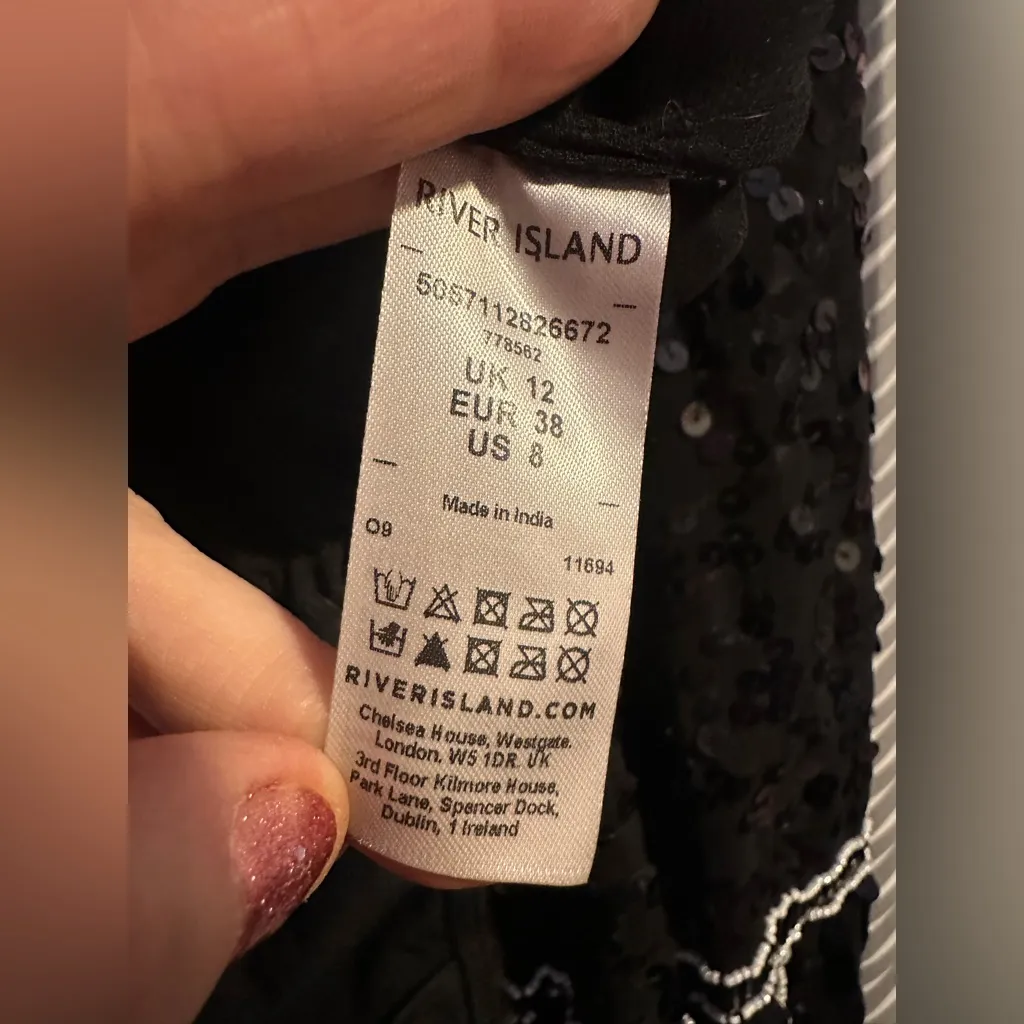 RIVER ISLAND
5057112826672
778562
UK 12
EUR 38
US 8
Made in India
O9
11694
RIVERISLAND.COM
Chelsea House, Westgate.
London. W5 1DR. UK
3rd Floor Kilmore House,
Park Lane, Spencer Dock,
Dublin, 1 Ireland